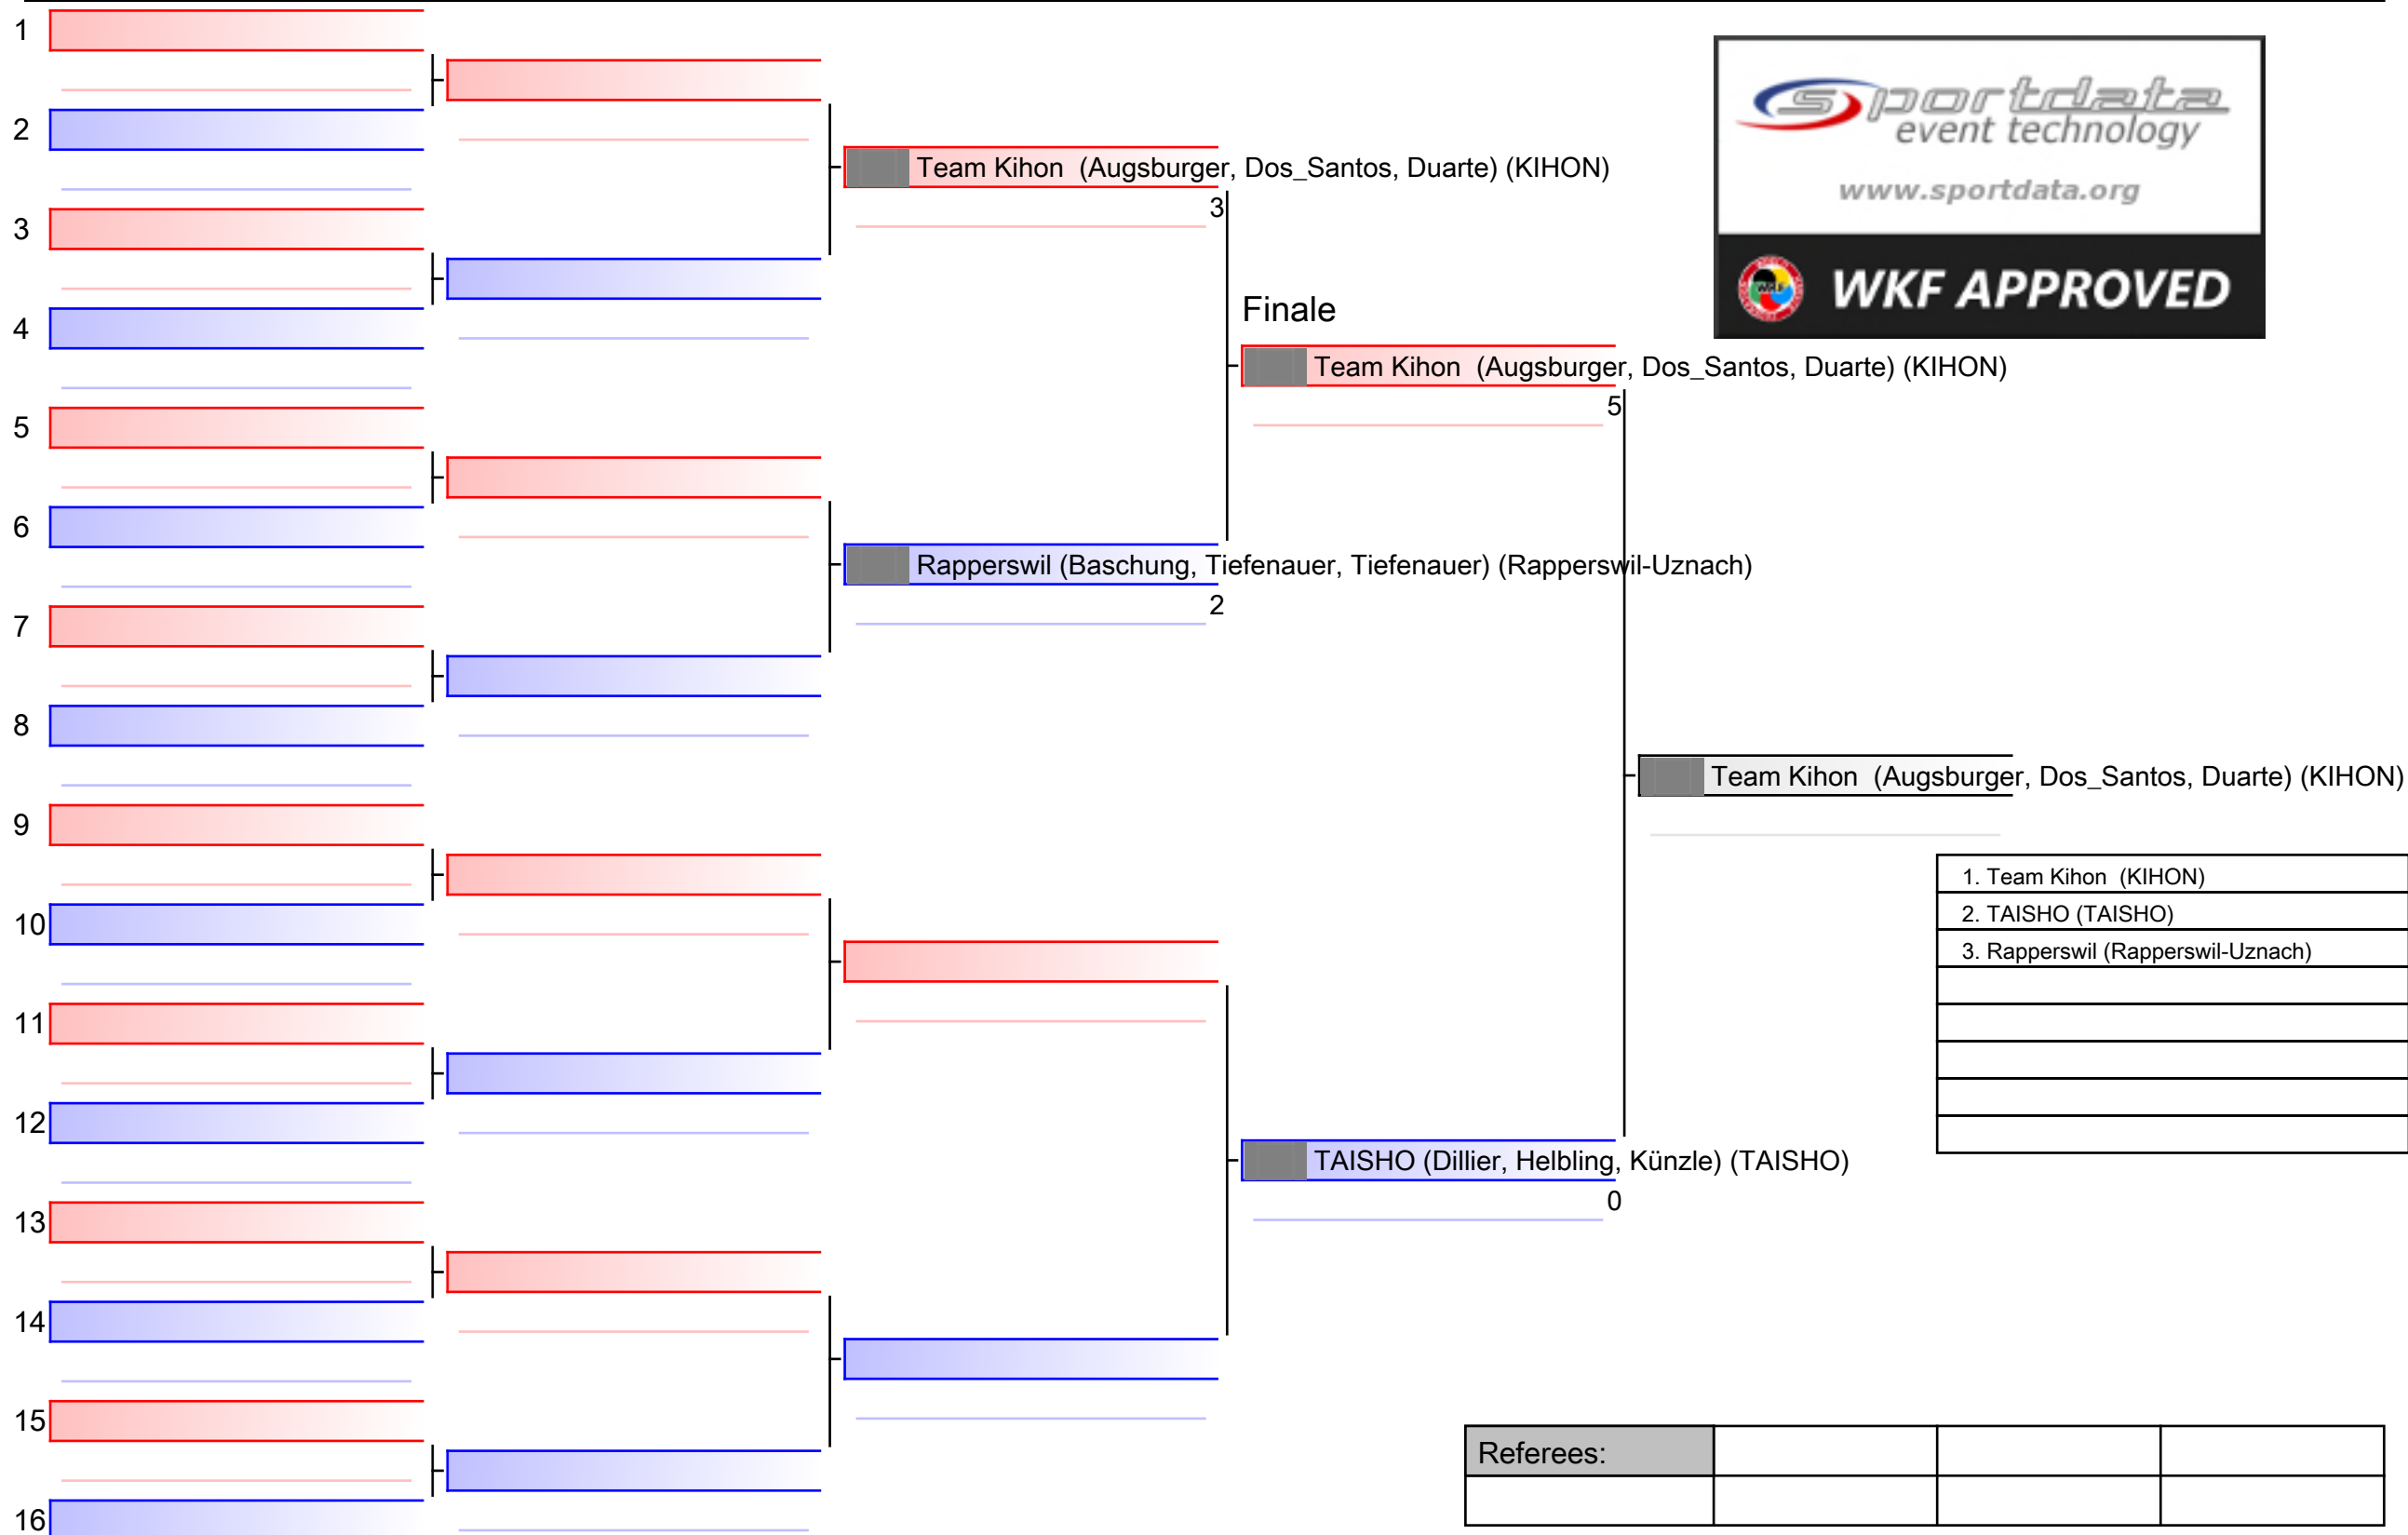 1
2
3
4
5
6
7
8
9
10
11
12
13
14
15
16
Team Kihon (Augsburger, Dos_Santos, Duarte) (KIHON)
3
Rapperswil (Baschung, Tiefenauer, Tiefenauer) (Rapperswil-Uznach)
2
Finale
Team Kihon (Augsburger, Dos_Santos, Duarte) (KIHON)
5
TAISHO (Dillier, Helbling, Künzle) (TAISHO)
0
Team Kihon (Augsburger, Dos_Santos, Duarte) (KIHON)
sportdata
event technology
www.sportdata.org
WKF
WKF APPROVED
1. Team Kihon (KIHON)
2. TAISHO (TAISHO)
3. Rapperswil (Rapperswil-Uznach)
Referees: